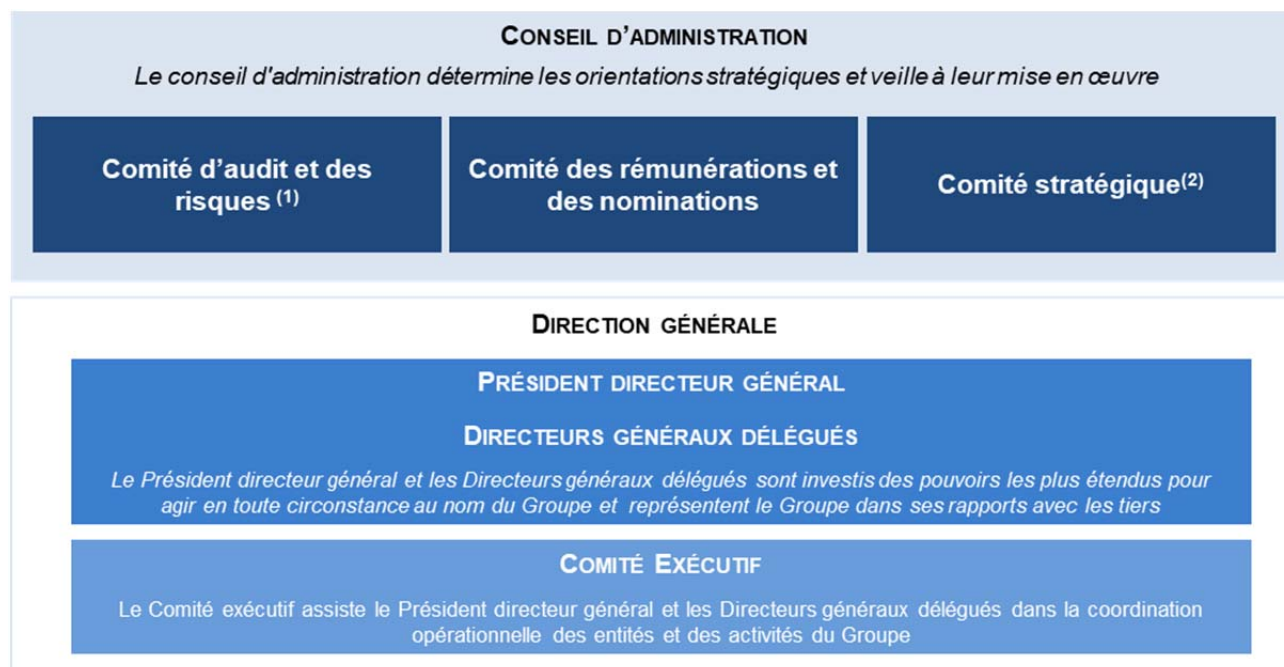 CONSEIL D’ADMINISTRATION
Le conseil d'administration détermine les orientations stratégiques et veille à leur mise en œuvre
Comité d’audit et des
risques (1)
Comité des rémunérations et
des nominations
Comité stratégique(2)
DIRECTION GÉNÉRALE
PRÉSIDENT DIRECTEUR GÉNÉRAL
DIRECTEURS GÉNÉRAUX DÉLÉGUÉS
Le Président directeur général et les Directeurs généraux délégués sont investis des pouvoirs les plus étendus pour
agir en toute circonstance au nom du Groupe et représentent le Groupe dans ses rapports avec les tiers
COMITÉ EXÉCUTIF
Le Comité exécutif assiste le Président directeur général et les Directeurs généraux délégués dans la coordination
opérationnelle des entités et des activités du Groupe